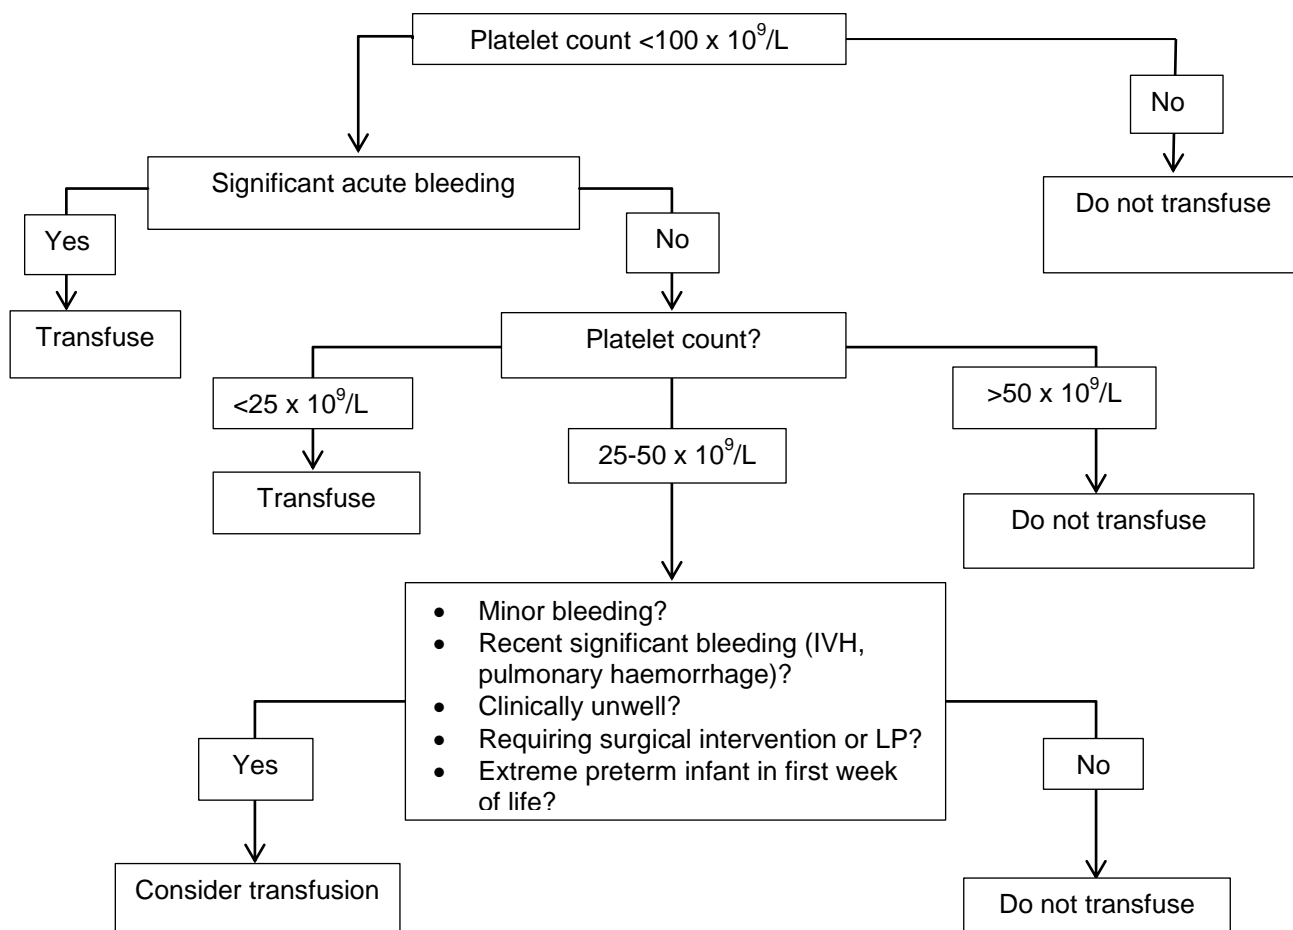 Platelet count <100 x 10⁹/L
No
Significant acute bleeding
Do not transfuse
Yes
No
Transfuse
Platelet count?
<25 x 10⁹/L
>50 x 10⁹/L
25-50 x 10⁹/L
Transfuse
Do not transfuse
• Minor bleeding?
• Recent significant bleeding (IVH,
pulmonary haemorrhage)?
• Clinically unwell?
• Requiring surgical intervention or LP?
• Extreme preterm infant in first week
of life?
Yes
No
Consider transfusion
Do not transfuse